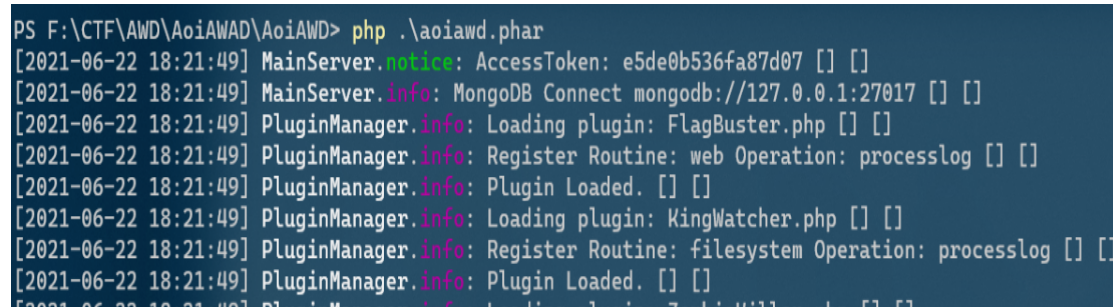 PS F:\CTF\AWD\AoiAWAD\AoiAWD> php .\aoiawd.phar
[2021-06-22 18:21:49] MainServer.notice: AccessToken: e5de0b536fa87d07 [] []
[2021-06-22 18:21:49] MainServer.info: MongoDB Connect mongodb://127.0.0.1:27017 [] []
[2021-06-22 18:21:49] PluginManager.info: Loading plugin: FlagBuster.php [] []
[2021-06-22 18:21:49] PluginManager.info: Register Routine: web Operation: processlog [] []
[2021-06-22 18:21:49] PluginManager.info: Plugin Loaded. [] []
[2021-06-22 18:21:49] PluginManager.info: Loading plugin: KingWatcher.php [] []
[2021-06-22 18:21:49] PluginManager.info: Register Routine: filesystem Operation: processlog [] []
[2021-06-22 18:21:49] PluginManager.info: Plugin Loaded. [] []